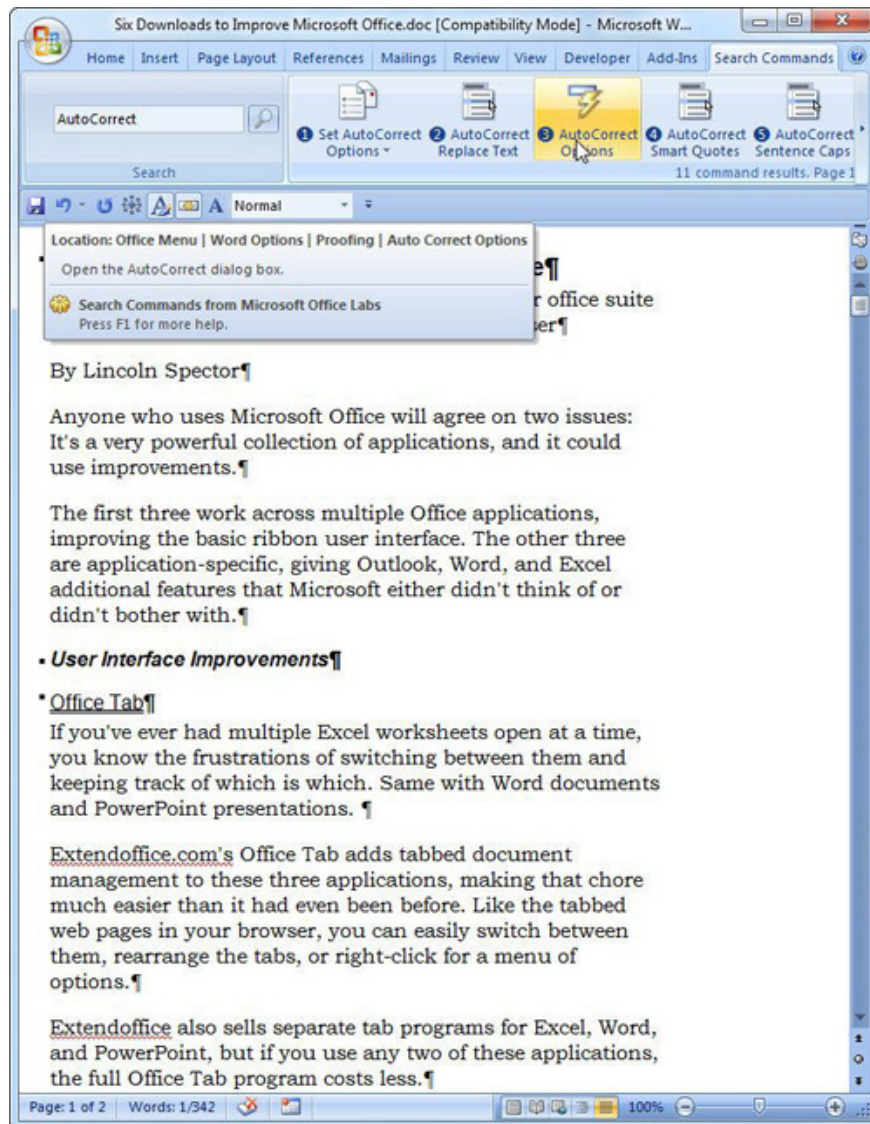 Six Downloads to Improve Microsoft Office.doc [Compatibility Mode] - Microsoft W...
Home Insert Page Layout References Mailings Review View Developer Add-Ins Search Commands
AutoCorrect
1 Set AutoCorrect Options
2 AutoCorrect Replace Text
3 AutoCorrect Options
4 AutoCorrect Smart Quotes
5 AutoCorrect Sentence Caps
Search
11 command results. Page 1
A A Normal
Location: Office Menu | Word Options | Proofing | Auto Correct Options
Open the AutoCorrect dialog box.
Search Commands from Microsoft Office Labs
Press F1 for more help.
e¶
r office suite
ser¶
By Lincoln Spector¶
Anyone who uses Microsoft Office will agree on two issues:
It's a very powerful collection of applications, and it could
use improvements.¶
The first three work across multiple Office applications,
improving the basic ribbon user interface. The other three
are application-specific, giving Outlook, Word, and Excel
additional features that Microsoft either didn't think of or
didn't bother with.¶
User Interface Improvements¶
Office Tab¶
If you've ever had multiple Excel worksheets open at a time,
you know the frustrations of switching between them and
keeping track of which is which. Same with Word documents
and PowerPoint presentations. ¶
Extendoffice.com's Office Tab adds tabbed document
management to these three applications, making that chore
much easier than it had even been before. Like the tabbed
web pages in your browser, you can easily switch between
them, rearrange the tabs, or right-click for a menu of
options.¶
Extendoffice also sells separate tab programs for Excel, Word,
and PowerPoint, but if you use any two of these applications,
the full Office Tab program costs less.¶
Page: 1 of 2 Words: 1/342 100%